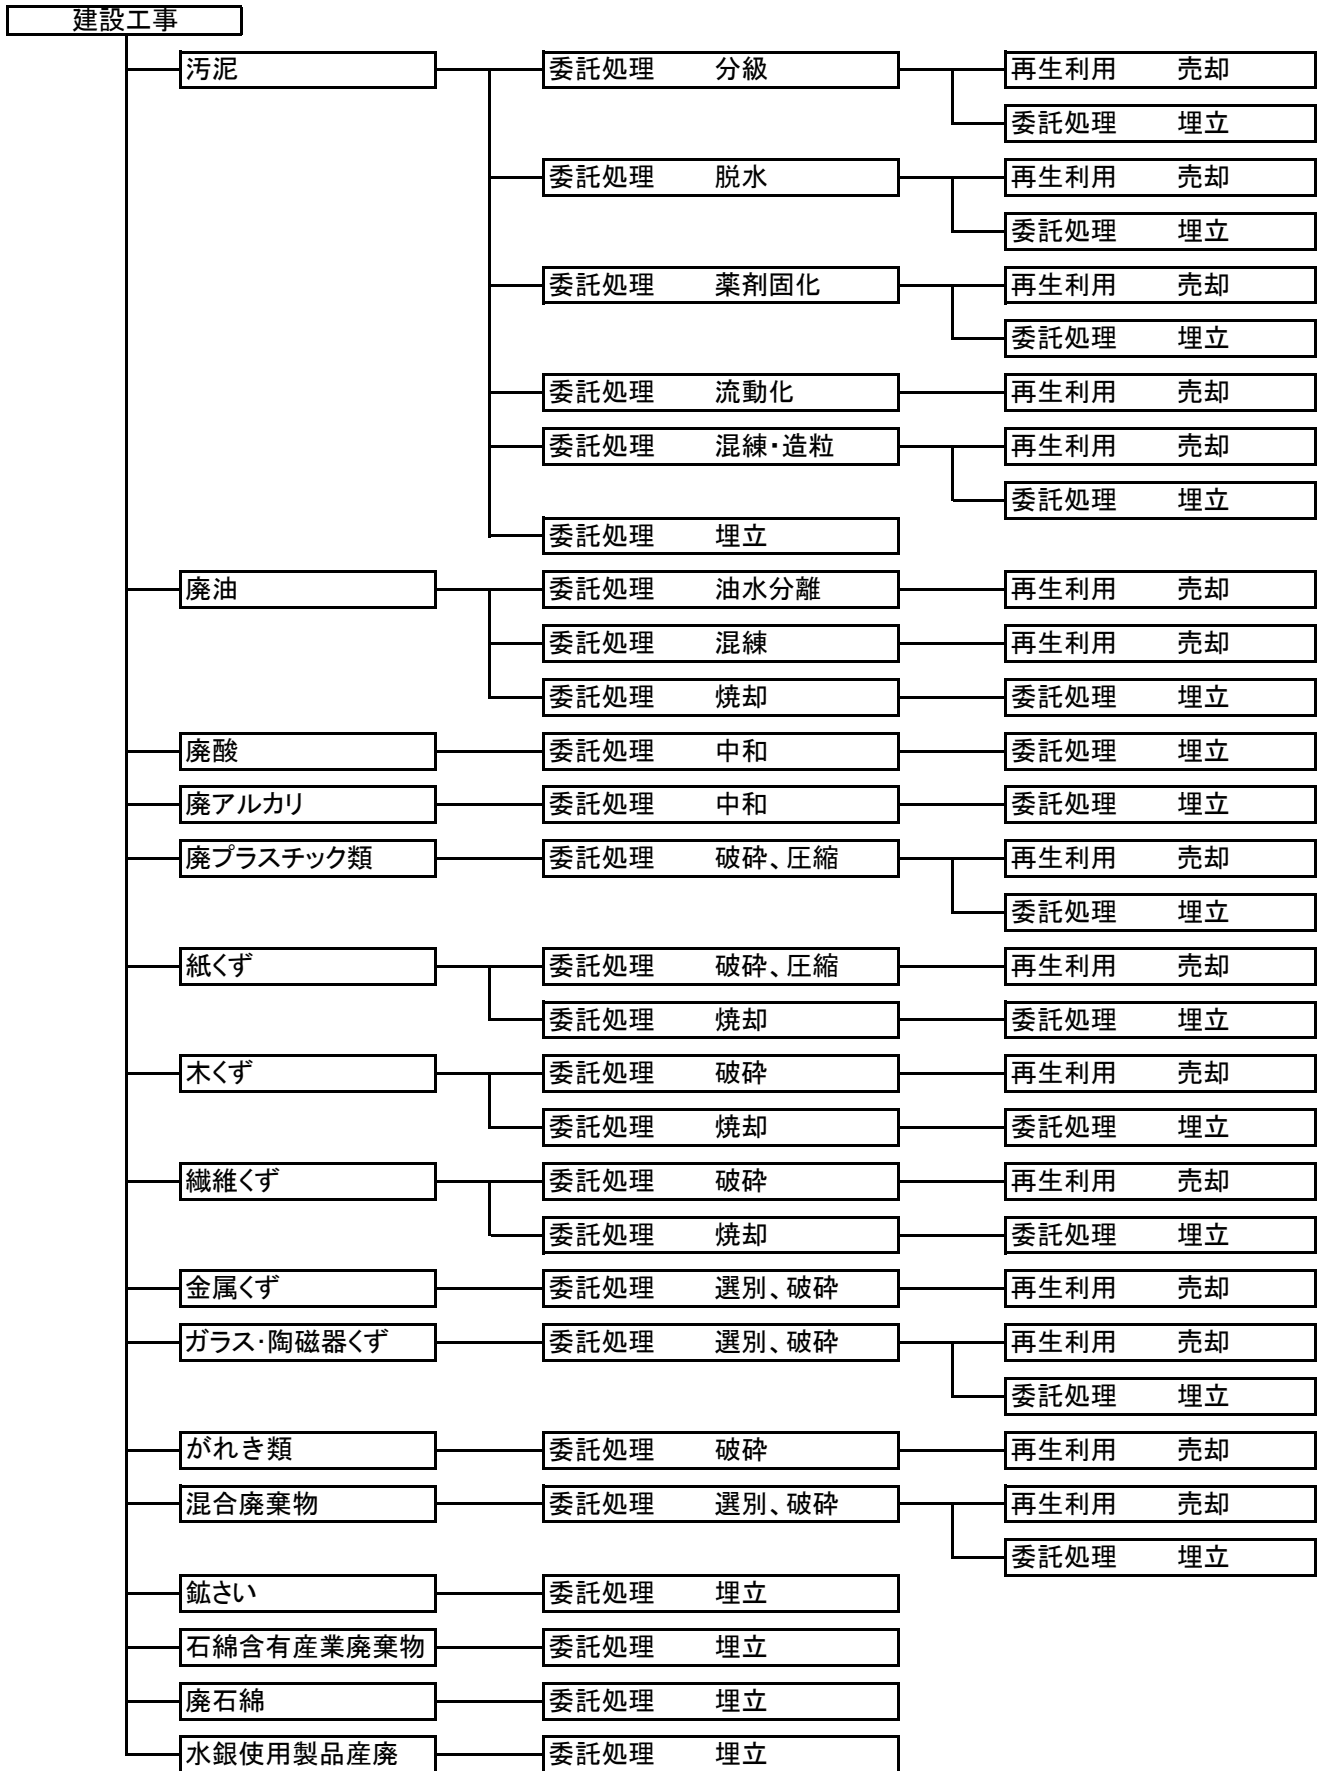 建設工事
汚泥 委託処理 分級 再生利用 売却
委託処理 埋立
委託処理 脱水 再生利用 売却
委託処理 埋立
委託処理 薬剤固化 再生利用 売却
委託処理 埋立
委託処理 流動化 再生利用 売却
委託処理 混練・造粒 再生利用 売却
委託処理 埋立
委託処理 埋立
廃油 委託処理 油水分離 再生利用 売却
委託処理 混練 再生利用 売却
委託処理 焼却 委託処理 埋立
廃酸 委託処理 中和 委託処理 埋立
廃アルカリ 委託処理 中和 委託処理 埋立
廃プラスチック類 委託処理 破砕、圧縮 再生利用 売却
委託処理 埋立
紙くず 委託処理 破砕、圧縮 再生利用 売却
委託処理 焼却 委託処理 埋立
木くず 委託処理 破砕 再生利用 売却
委託処理 焼却 委託処理 埋立
繊維くず 委託処理 破砕 再生利用 売却
委託処理 焼却 委託処理 埋立
金属くず 委託処理 選別、破砕 再生利用 売却
ガラス・陶磁器くず 委託処理 選別、破砕 再生利用 売却
委託処理 埋立
がれき類 委託処理 破砕 再生利用 売却
混合廃棄物 委託処理 選別、破砕 再生利用 売却
委託処理 埋立
鉱さい 委託処理 埋立
石綿含有産業廃棄物 委託処理 埋立
廃石綿 委託処理 埋立
水銀使用製品産廃 委託処理 埋立